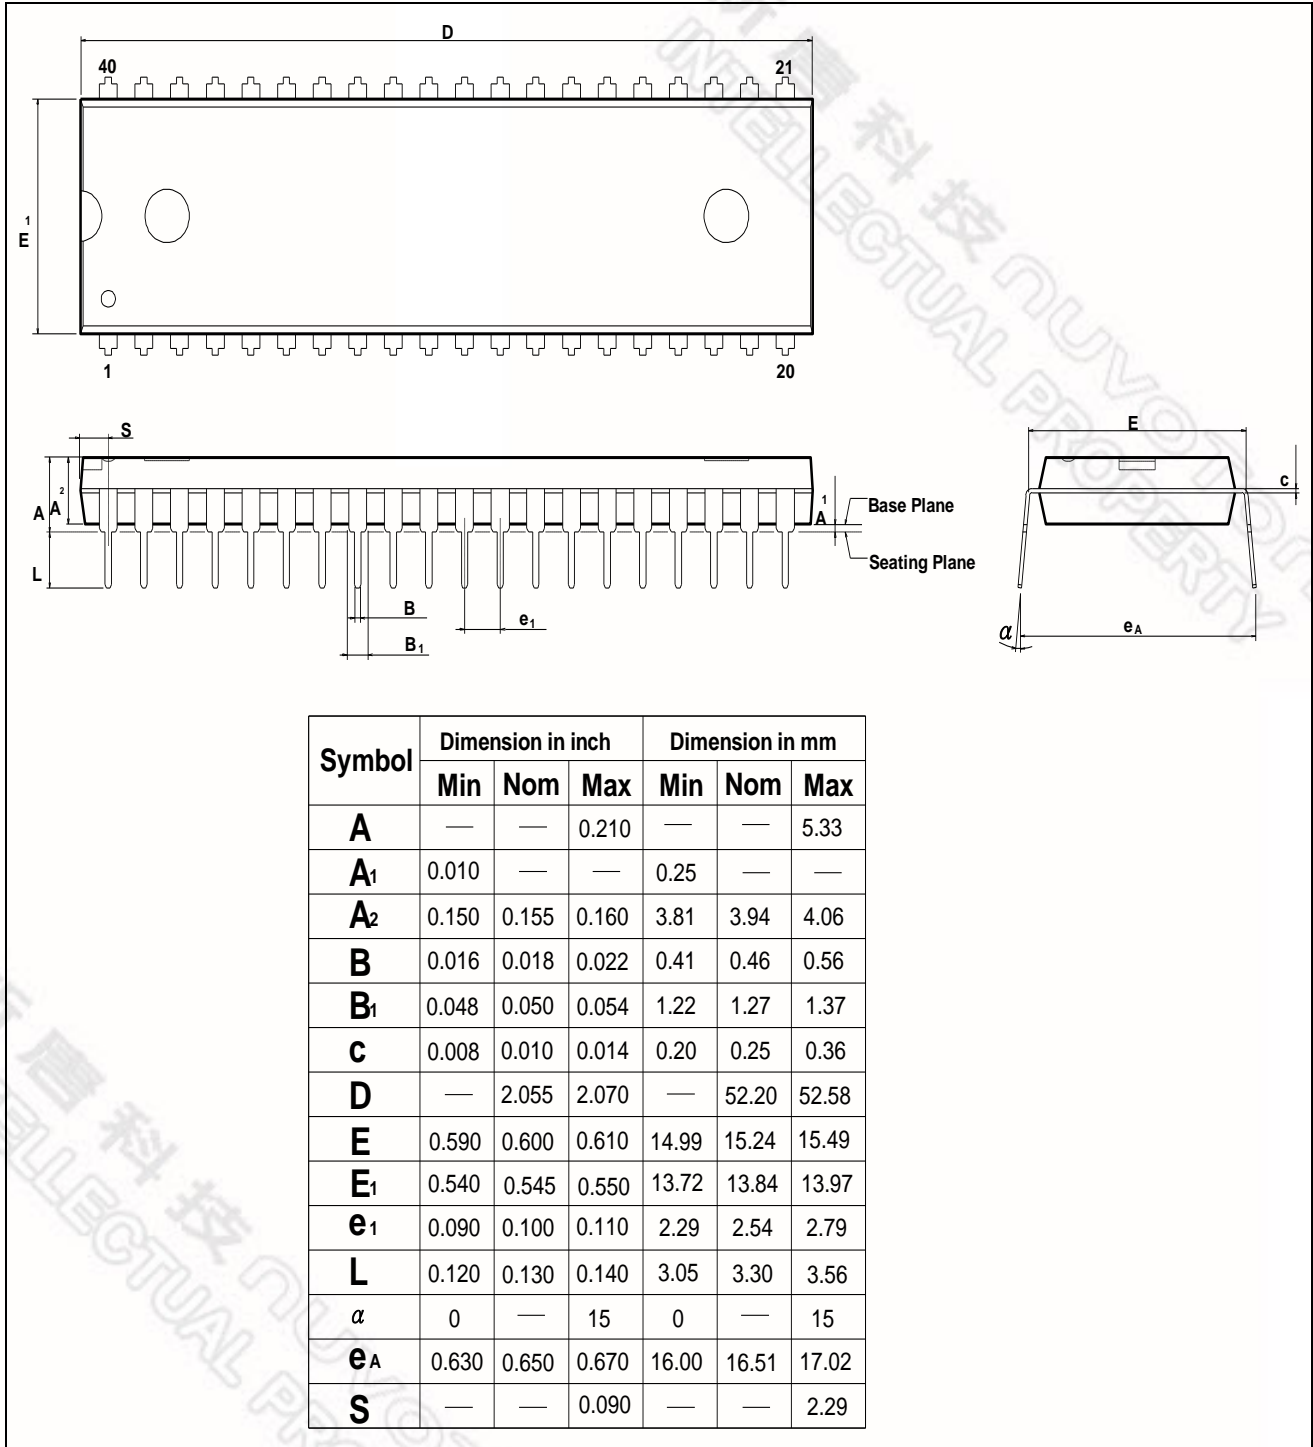 D
40 21
1
E
1 20
S
2
A A
1
A
Base Plane
Seating Plane
L
B
e1
B1
E
c
α
eA
Symbol Dimension in inch Dimension in mm
Min Nom Max Min Nom Max
A — — 0.210 — — 5.33
A1 0.010 — — 0.25 — —
A2 0.150 0.155 0.160 3.81 3.94 4.06
B 0.016 0.018 0.022 0.41 0.46 0.56
B1 0.048 0.050 0.054 1.22 1.27 1.37
c 0.008 0.010 0.014 0.20 0.25 0.36
D — 2.055 2.070 — 52.20 52.58
E 0.590 0.600 0.610 14.99 15.24 15.49
E1 0.540 0.545 0.550 13.72 13.84 13.97
e1 0.090 0.100 0.110 2.29 2.54 2.79
L 0.120 0.130 0.140 3.05 3.30 3.56
α 0 — 15 0 — 15
eA 0.630 0.650 0.670 16.00 16.51 17.02
S — — 0.090 — — 2.29
新唐科技 nuvoTon
INTELLECTUAL PROPERTY